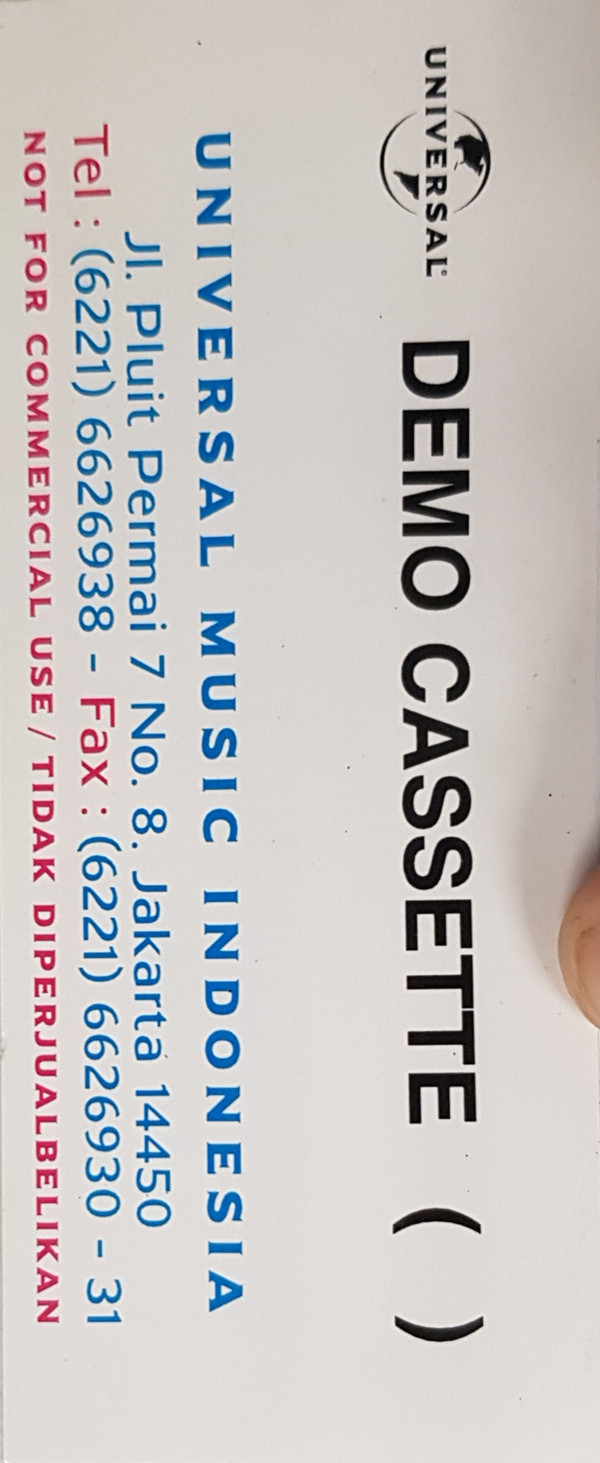 UNIVERSAL
DEMO CASSETTE ( )
UNIVERSAL MUSIC INDONESIA
Jl. Pluit Permai 7 No. 8. Jakarta 14450
Tel : (6221) 6626938 - Fax : (6221) 6626930 - 31
NOT FOR COMMERCIAL USE / TIDAK DIPERJUALBELIKAN